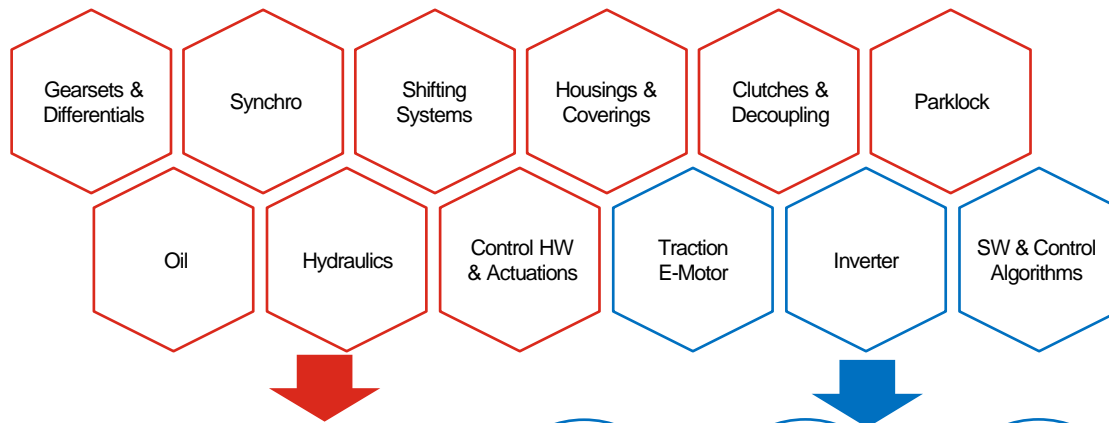 Gearsets &
Differentials
Synchro
Shifting
Systems
Housings &
Coverings
Clutches &
Decoupling
Parklock
Oil
Hydraulics
Control HW
& Actuations
Traction
E-Motor
Inverter
SW & Control
Algorithms